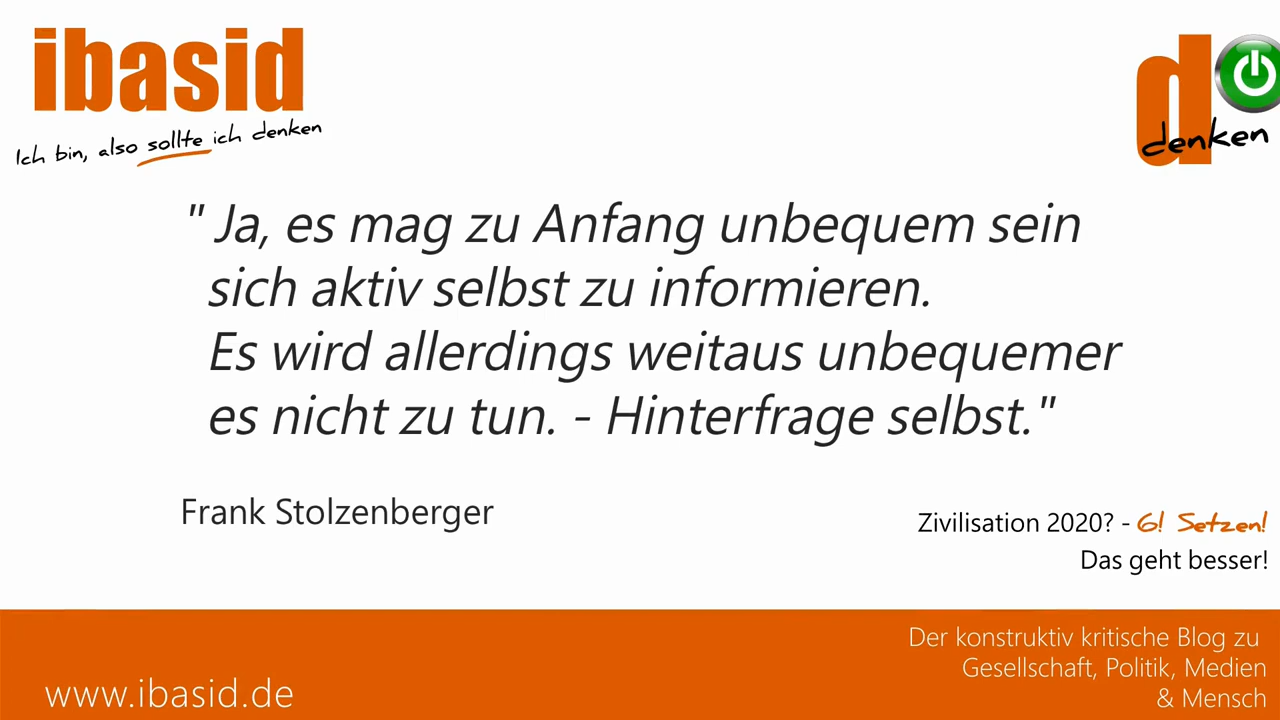 ibasid
Ich bin, also sollte ich denken
do
denken
" Ja, es mag zu Anfang unbequem sein
sich aktiv selbst zu informieren.
Es wird allerdings weitaus unbequemer
es nicht zu tun. - Hinterfrage selbst."
Frank Stolzenberger
Zivilisation 2020? - 6! Setzen!
Das geht besser!
Der konstruktiv kritische Blog zu
Gesellschaft, Politik, Medien
& Mensch
www.ibasid.de